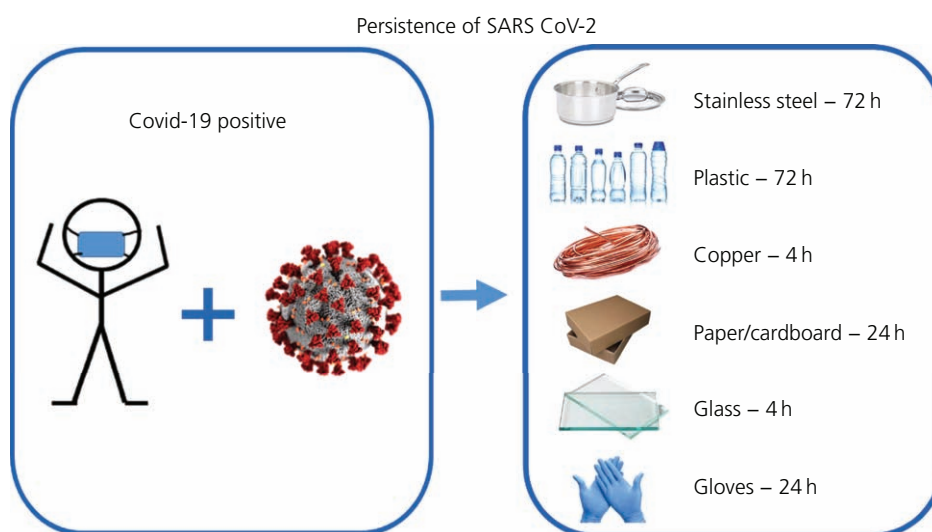 Persistence of SARS CoV-2
Covid-19 positive
Stainless steel – 72 h
Plastic – 72 h
Copper – 4 h
Paper/cardboard – 24 h
Glass – 4 h
Gloves – 24 h